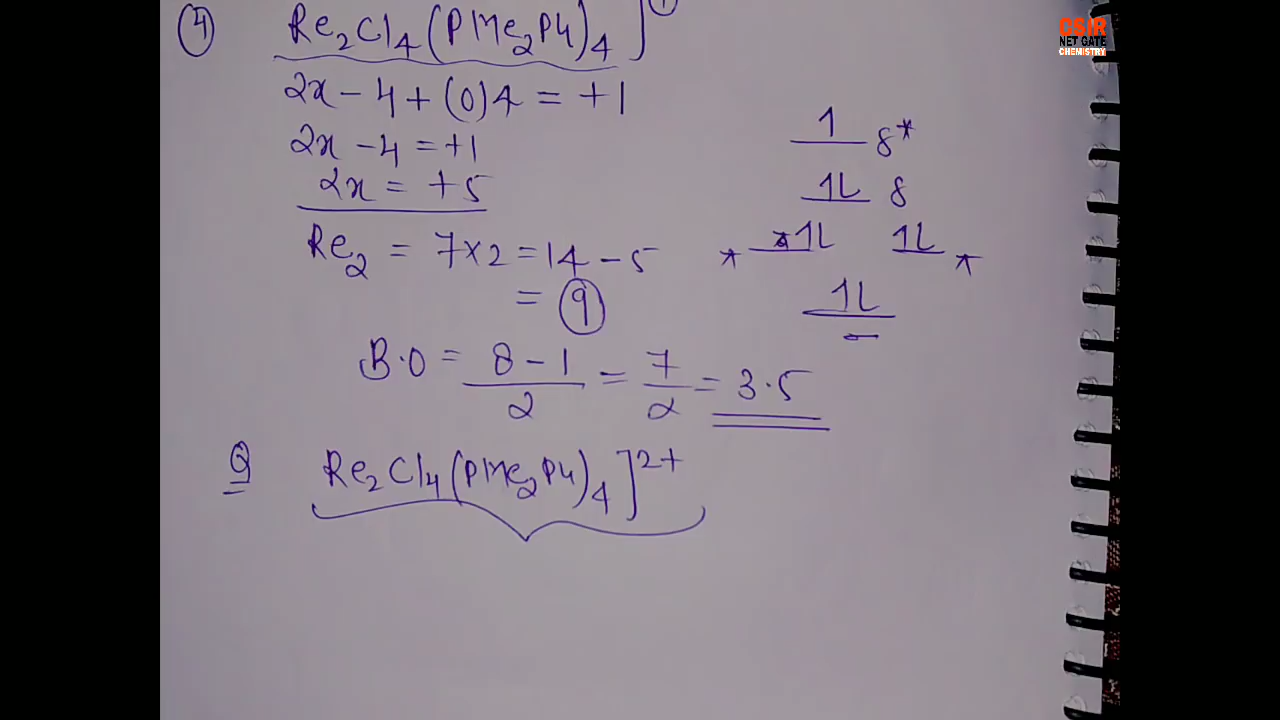 ④ Re₂Cl₄(PMe₂Ph)₄]⁺
2x - 4 + (0)4 = +1
2x - 4 = +1
2x = +5
Re₂ = 7×2 = 14 - 5
= 9
B.O = 8 - 1 / 2 = 7/2 = 3.5
Q Re₂Cl₄(PMe₂Ph)₄]²⁺
1 δ*
1L δ
* 1L 1L *
1L
CSIR
NET GATE
CHEMISTRY